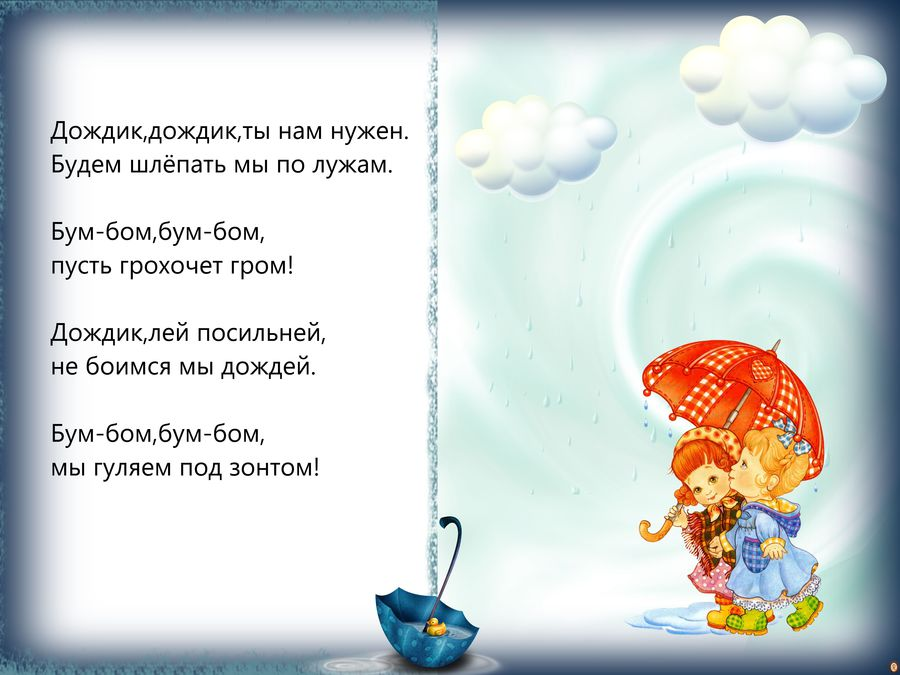 Дождик,дождик,ты нам нужен.
Будем шлёпать мы по лужам.
Бум-бом,бум-бом,
пусть грохочет гром!
Дождик,лей посильней,
не боимся мы дождей.
Бум-бом,бум-бом,
мы гуляем под зонтом!